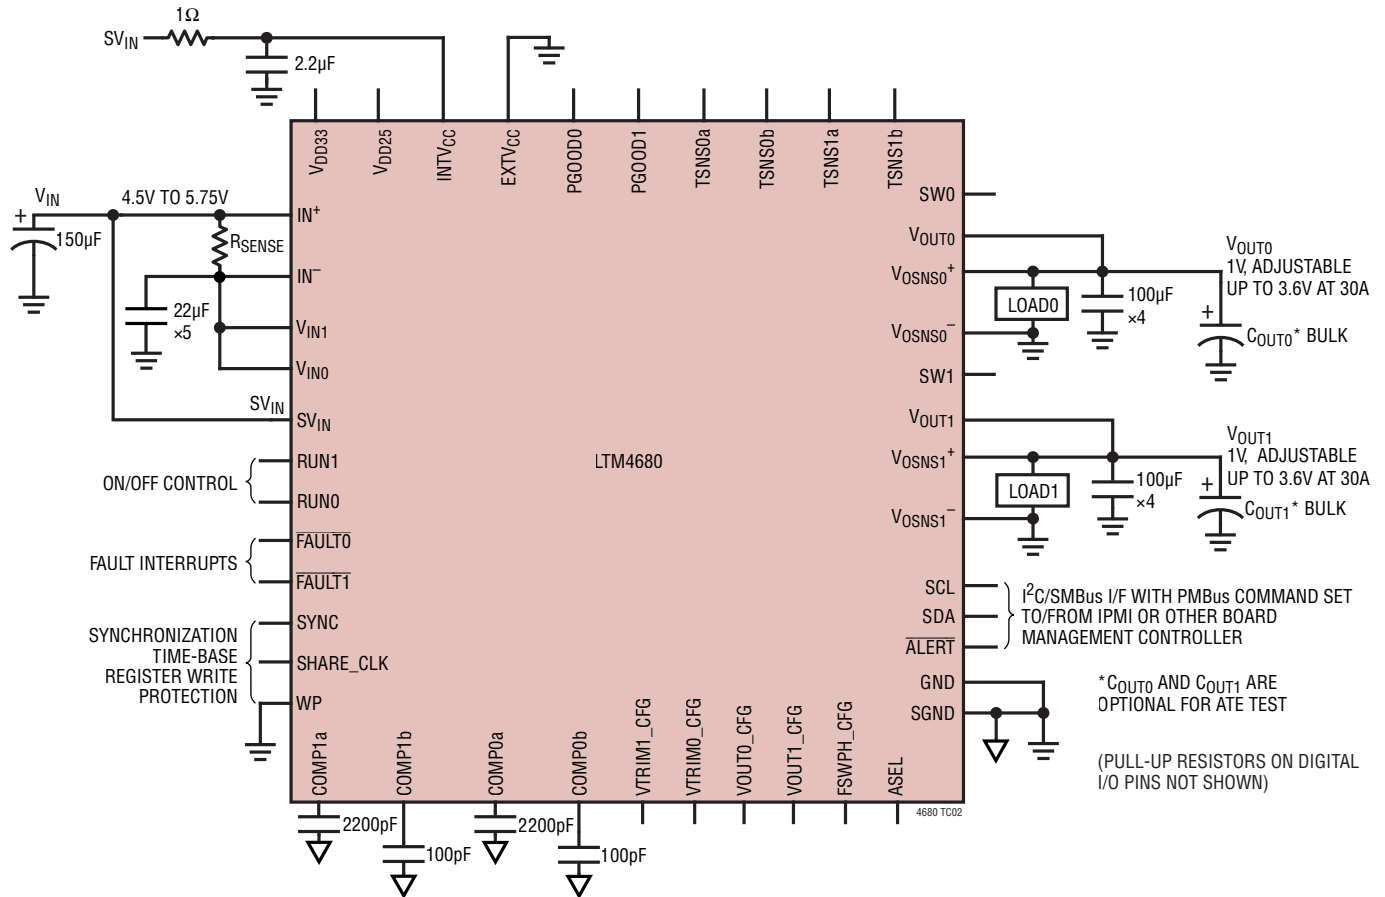 1Ω
SVIN
2.2µF
VDD33
VDD25
INTVCC
EXTVCC
PGOOD0
PGOOD1
TSNS0a
TSNS0b
TSNS1a
TSNS1b
VIN
4.5V TO 5.75V
+
150µF
IN+
RSENSE
IN–
22µF
×5
VIN1
VIN0
SVIN
SVIN
ON/OFF CONTROL
RUN1
RUN0
FAULT INTERRUPTS
FAULT0
FAULT1
SYNCHRONIZATION
TIME-BASE
REGISTER WRITE
PROTECTION
SYNC
SHARE_CLK
WP
LTM4680
SW0
VOUT0
VOSNS0+
LOAD0
VOSNS0–
100µF
×4
VOUT0
1V, ADJUSTABLE
UP TO 3.6V AT 30A
+
COUT0* BULK
SW1
VOUT1
VOSNS1+
LOAD1
VOSNS1–
100µF
×4
VOUT1
1V, ADJUSTABLE
UP TO 3.6V AT 30A
+
COUT1* BULK
SCL
SDA
ALERT
I2C/SMBus I/F WITH PMBus COMMAND SET
TO/FROM IPMI OR OTHER BOARD
MANAGEMENT CONTROLLER
GND
SGND
*COUT0 AND COUT1 ARE
OPTIONAL FOR ATE TEST
(PULL-UP RESISTORS ON DIGITAL
I/O PINS NOT SHOWN)
COMP1a
COMP1b
COMP0a
COMP0b
VTRIM1_CFG
VTRIM0_CFG
VOUT0_CFG
VOUT1_CFG
FSWPH_CFG
ASEL
4680 TC02
2200pF
100pF
2200pF
100pF